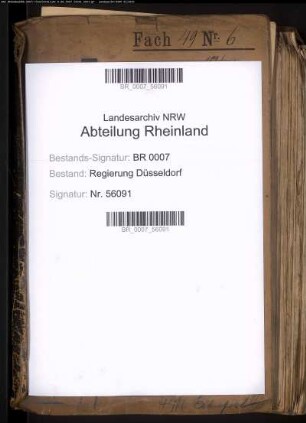 Fach 49 Nr. 6
BR_0007_56091
Landesarchiv NRW
Abteilung Rheinland
Bestands-Signatur: BR 0007
Bestand: Regierung Düsseldorf
Signatur: Nr. 56091
BR_0007_56091